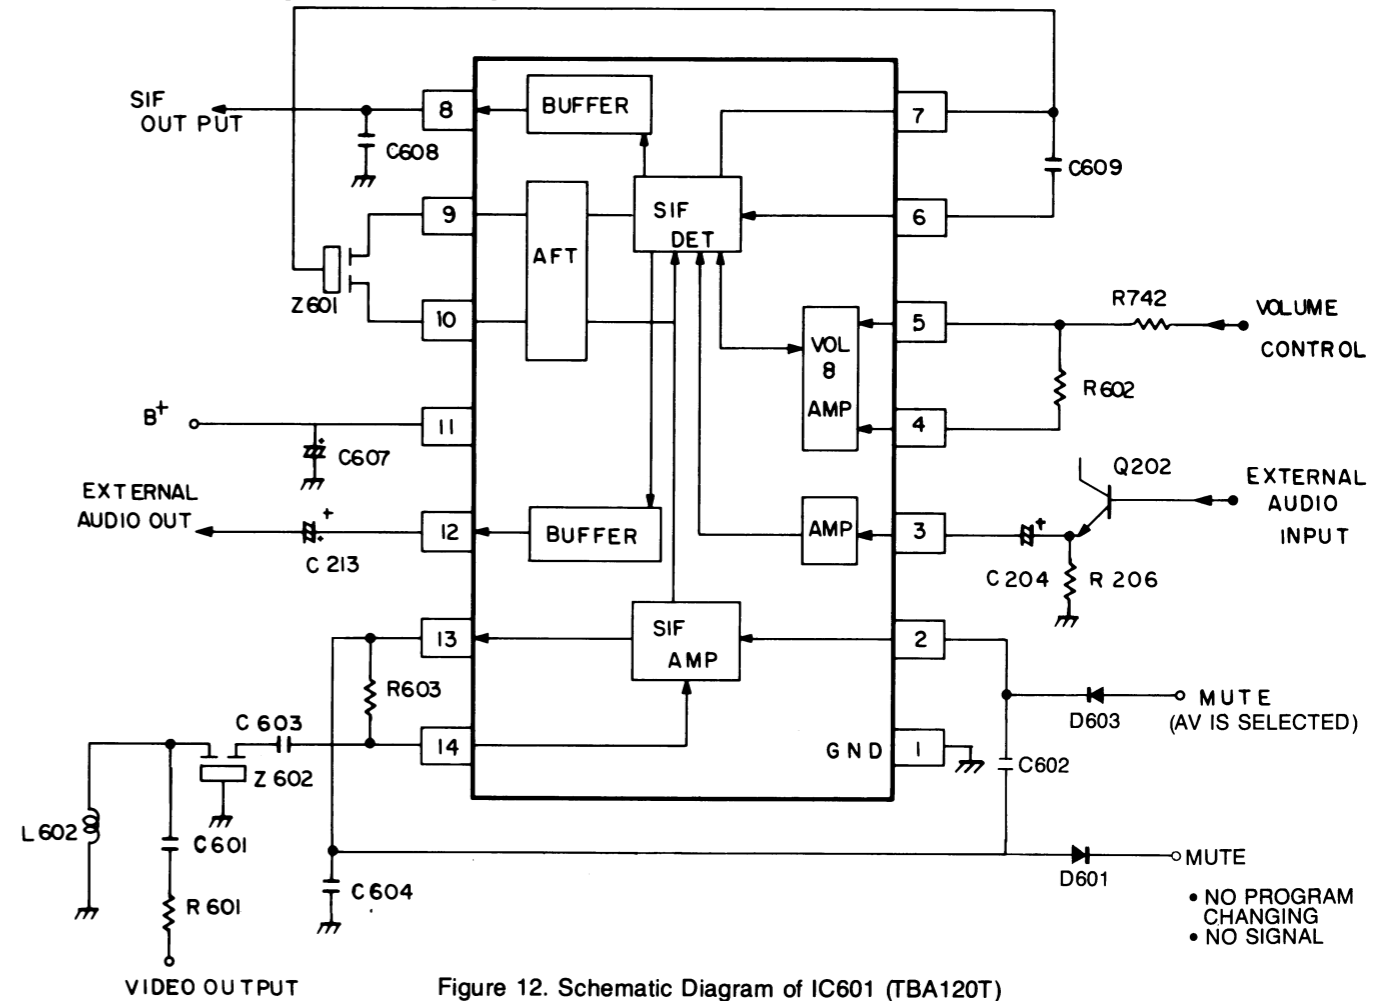 SIF
OUT PUT
8
BUFFER
7
C608
C609
9
SIF
DET
6
AFT
Z601
10
5
R742
VOLUME
CONTROL
VOL
8
AMP
R602
4
B+
11
C607
Q202
EXTERNAL
AUDIO
INPUT
EXTERNAL
AUDIO OUT
+
12
BUFFER
AMP
3
+
C 213
C 204
R 206
13
SIF
AMP
2
R603
D603
MUTE
(AV IS SELECTED)
C 603
14
GND
1
C602
Z 602
L 602
C601
D601
MUTE
C 604
R 601
• NO PROGRAM
CHANGING
• NO SIGNAL
VIDEO OUTPUT
Figure 12. Schematic Diagram of IC601 (TBA120T)